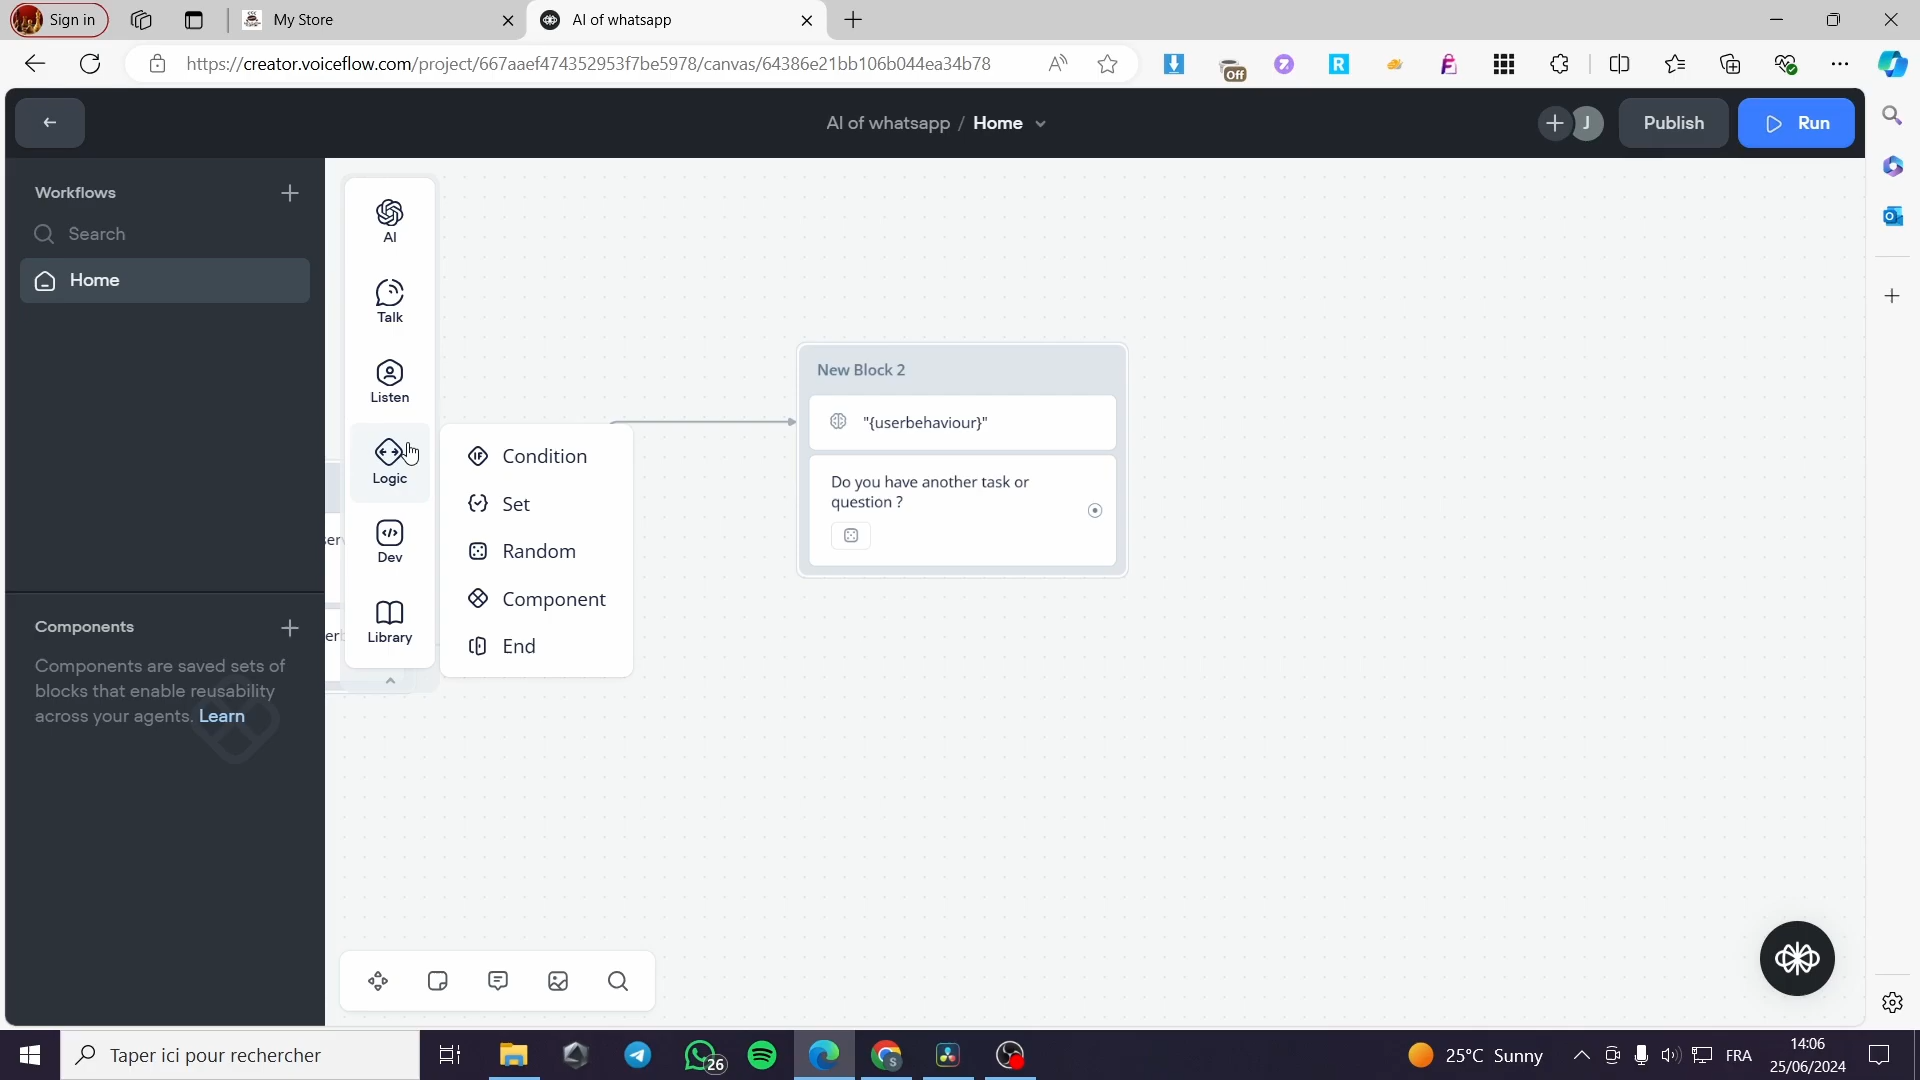 Sign in
My Store
AI of whatsapp
https://creator.voiceflow.com/project/667aaef474352953f7be5978/canvas/64386e21bb106b044ea34b78
Off
AI of whatsapp / Home
J
Publish
Run
Workflows
Search
Home
AI
Talk
Listen
Logic
Dev
Library
Condition
Set
Random
Component
End
New Block 2
"{userbehaviour}"
Do you have another task or
question ?
Components
Components are saved sets of
blocks that enable reusability
across your agents. Learn
Taper ici pour rechercher
26
25°C Sunny
FRA
14:06
25/06/2024